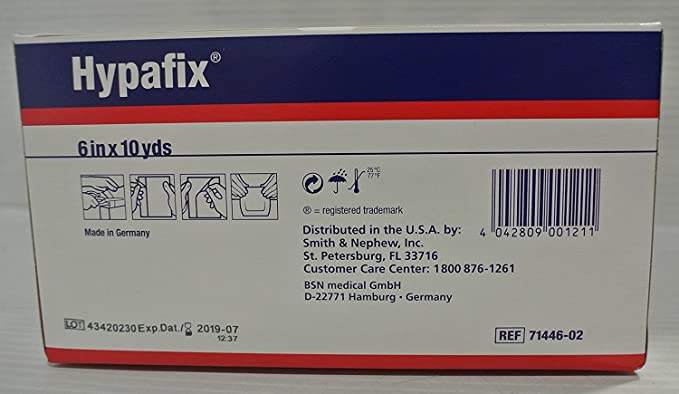 Hypafix®
6 in x 10 yds
25 °C
77 °F
® = registered trademark
Made in Germany
Distributed in the U.S.A. by:
Smith & Nephew, Inc.
St. Petersburg, FL 33716
Customer Care Center: 1 800 876-1261
BSN medical GmbH
D-22771 Hamburg · Germany
4 042809 001211
LOT 43420230 Exp.Dat./ 2019-07
12:37
REF 71446-02